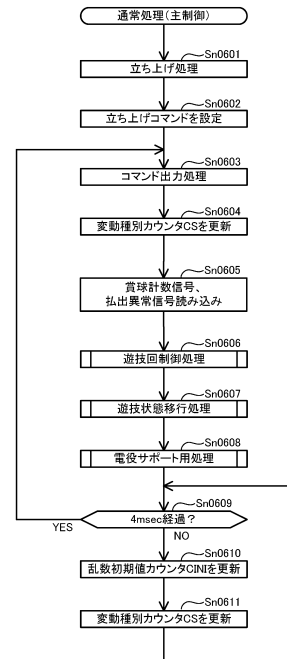 通常処理(主制御)
Sn0601
立ち上げ処理
Sn0602
立ち上げコマンドを設定
Sn0603
コマンド出力処理
Sn0604
変動種別カウンタCSを更新
Sn0605
賞球計数信号、
払出異常信号読み込み
Sn0606
遊技回制御処理
Sn0607
遊技状態移行処理
Sn0608
電役サポート用処理
Sn0609
4msec経過?
YES
NO
Sn0610
乱数初期値カウンタCINIを更新
Sn0611
変動種別カウンタCSを更新